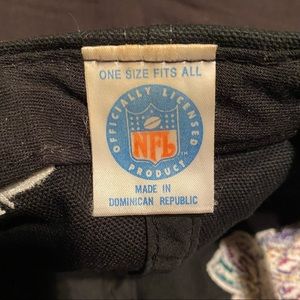 ONE SIZE FITS ALL
OFFICIALLY LICENSED
NFL
PRODUCT
MADE IN
DOMINICAN REPUBLIC